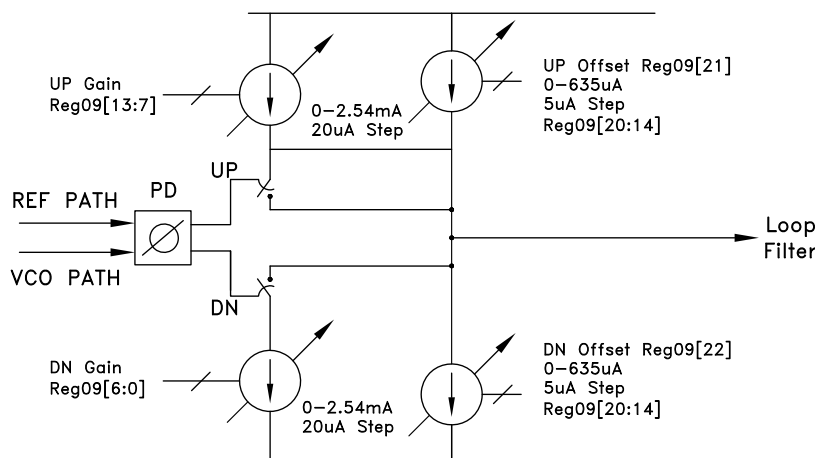 UP Gain
Reg09[13:7]
0-2.54mA
20uA Step
UP Offset Reg09[21]
0-635uA
5uA Step
Reg09[20:14]
UP
PD
REF PATH
VCO PATH
Loop
Filter
DN
DN Gain
Reg09[6:0]
0-2.54mA
20uA Step
DN Offset Reg09[22]
0-635uA
5uA Step
Reg09[20:14]